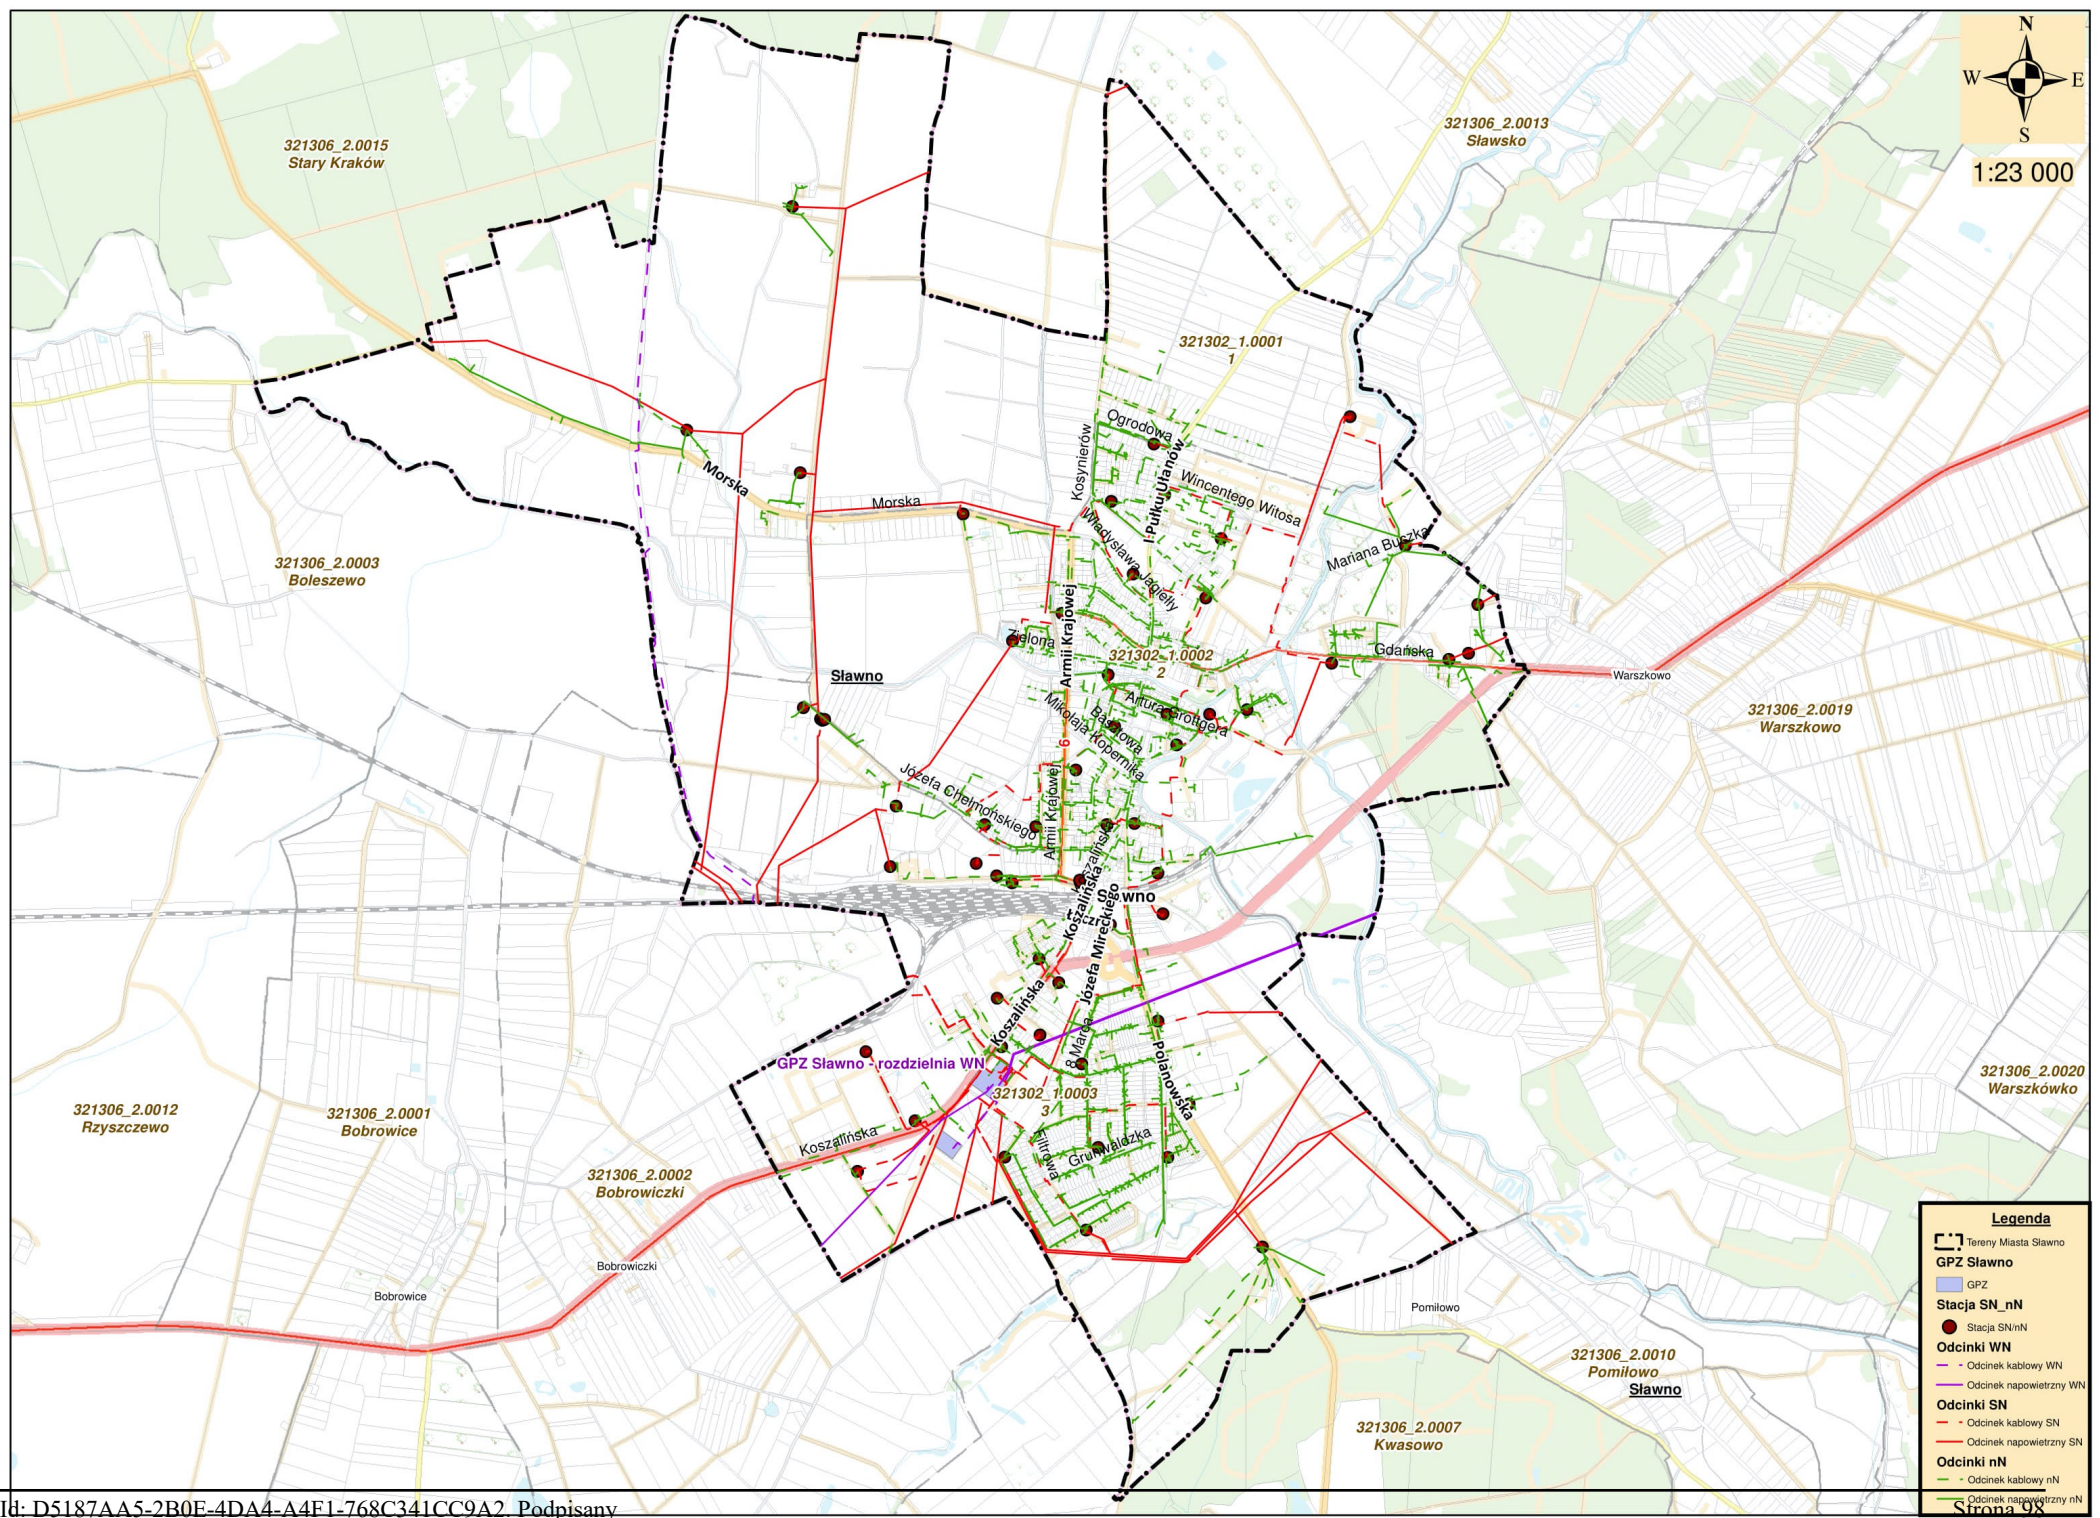 N
W E
S
1:23 000
321306_2.0013
Sławsko
321306_2.0015
Stary Kraków
321302_1.0001
1
Ogrodowa
Kosynierów
I Pułku Ułanów
Wincentego Witosa
Morska
Morska
Władysława Jagiełły
Mariana Buszka
321306_2.0003
Boleszewo
Armii Krajowej
Zielona
321302_1.0002
2
Gdańska
Sławno
Warszkowo
Artura Grottgera
Basztowa
Mikołaja Kopernika
321306_2.0019
Warszkowo
6
Józefa Chełmońskiego
Armii Krajowej
Koszalińska
Koszalińska
Józefa Mireckiego
Koszalińska
8 Marca
GPZ Sławno - rozdzielnia WN
Polanowska
321302_1.0003
3
321306_2.0020
Warszkówko
321306_2.0012
Rzyszczewo
321306_2.0001
Bobrowice
Koszalińska
Filtrowa
Grunwaldzka
321306_2.0002
Bobrowiczki
Bobrowiczki
Bobrowice
Pomiłowo
321306_2.0010
Pomiłowo
Sławno
321306_2.0007
Kwasowo
Legenda
Tereny Miasta Sławno
GPZ Sławno
GPZ
Stacja SN_nN
Stacja SN/nN
Odcinki WN
Odcinek kablowy WN
Odcinek napowietrzny WN
Odcinki SN
Odcinek kablowy SN
Odcinek napowietrzny SN
Odcinki nN
Odcinek kablowy nN
Odcinek napowietrzny nN
Id: D5187AA5-2B0E-4DA4-A4F1-768C341CC9A2. Podpisany
Strona 98